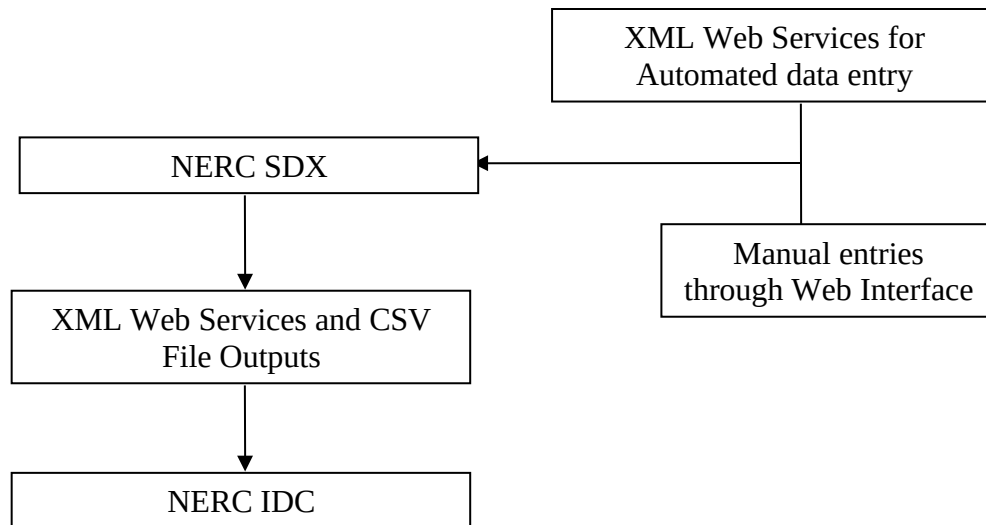 XML Web Services for
Automated data entry
NERC SDX
Manual entries
through Web Interface
XML Web Services and CSV
File Outputs
NERC IDC